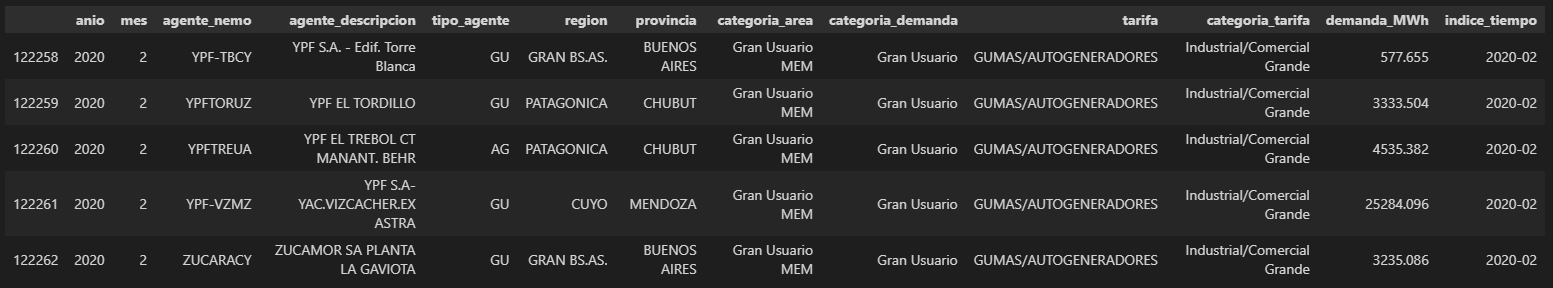 anio mes agente_nemo agente_descripcion tipo_agente region provincia categoria_area categoria_demanda tarifa categoria_tarifa demanda_MWh indice_tiempo
122258 2020 2 YPF-TBCY YPF S.A. - Edif. Torre Blanca GU GRAN BS.AS. BUENOS AIRES Gran Usuario MEM Gran Usuario GUMAS/AUTOGENERADORES Industrial/Comercial Grande 577.655 2020-02
122259 2020 2 YPFTORUZ YPF EL TORDILLO GU PATAGONICA CHUBUT Gran Usuario MEM Gran Usuario GUMAS/AUTOGENERADORES Industrial/Comercial Grande 3333.504 2020-02
122260 2020 2 YPFTREUA YPF EL TREBOL CT MANANT. BEHR AG PATAGONICA CHUBUT Gran Usuario MEM Gran Usuario GUMAS/AUTOGENERADORES Industrial/Comercial Grande 4535.382 2020-02
122261 2020 2 YPF-VZMZ YPF S.A-YAC.VIZCACHER.EX ASTRA GU CUYO MENDOZA Gran Usuario MEM Gran Usuario GUMAS/AUTOGENERADORES Industrial/Comercial Grande 25284.096 2020-02
122262 2020 2 ZUCARACY ZUCAMOR SA PLANTA LA GAVIOTA GU GRAN BS.AS. BUENOS AIRES Gran Usuario MEM Gran Usuario GUMAS/AUTOGENERADORES Industrial/Comercial Grande 3235.086 2020-02